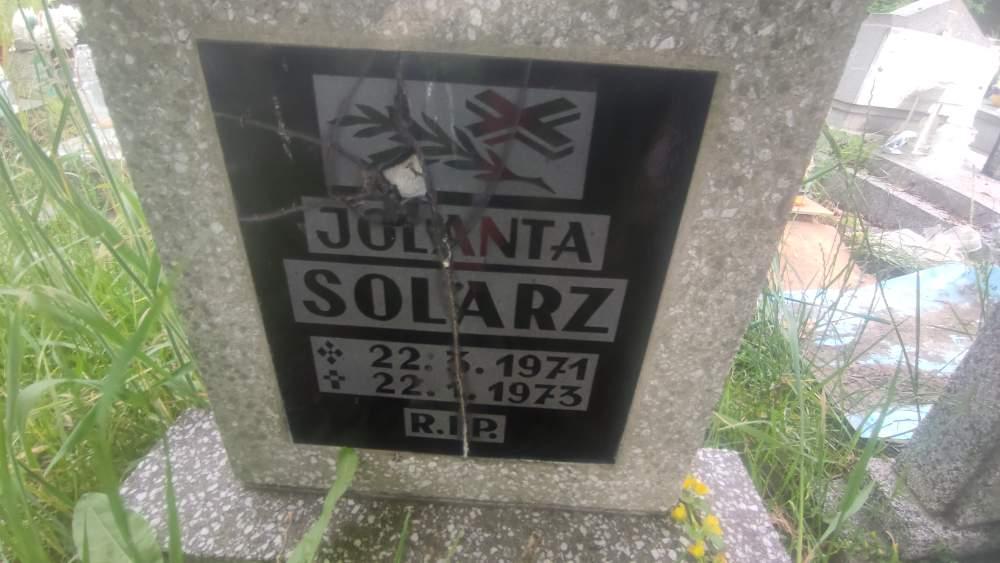 JOLANTA
SOLARZ
22. 1971
22. 1973
R.I.P.